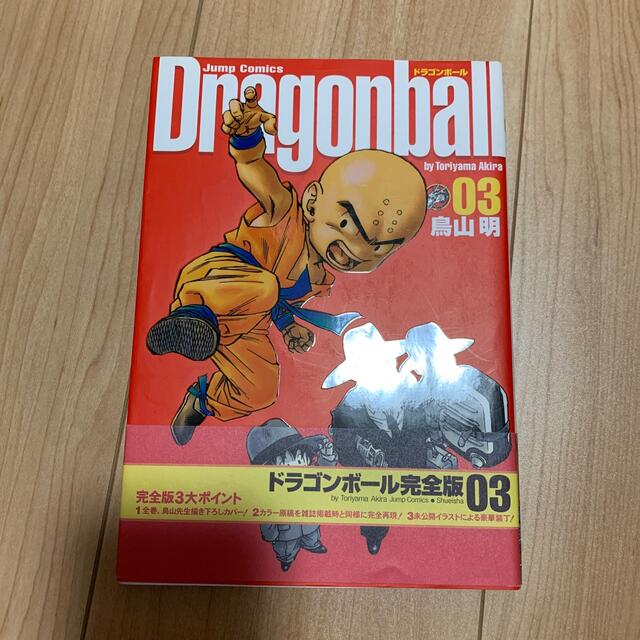 Jump Comics
ドラゴンボール
Dragonball
by Toriyama Akira
03
鳥山 明
ドラゴンボール完全版 03
by Toriyama Akira Jump Comics ● Shueisha
完全版3大ポイント
1全巻、鳥山先生描き下ろしカバー! 2カラー原稿を雑誌掲載時と同様に完全再現! 3未公開イラストによる豪華装丁!